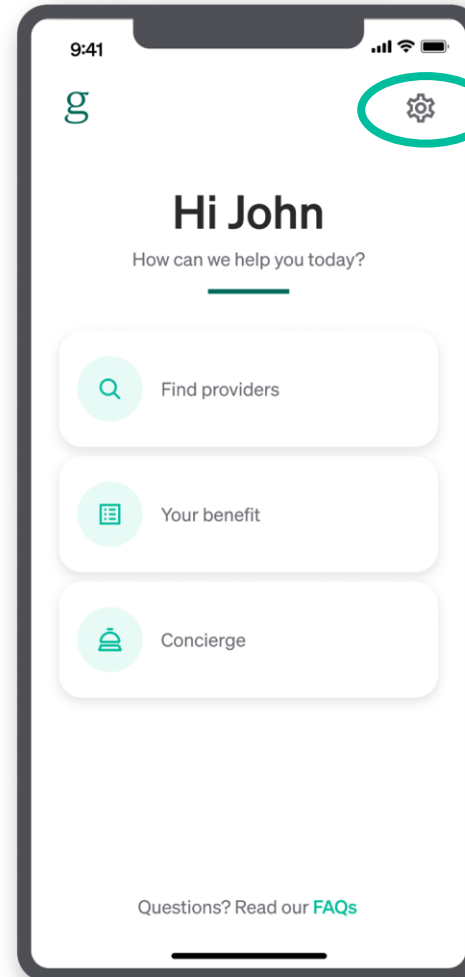 9:41
g
Hi John
How can we help you today?
Find providers
Your benefit
Concierge
Questions? Read our FAQs